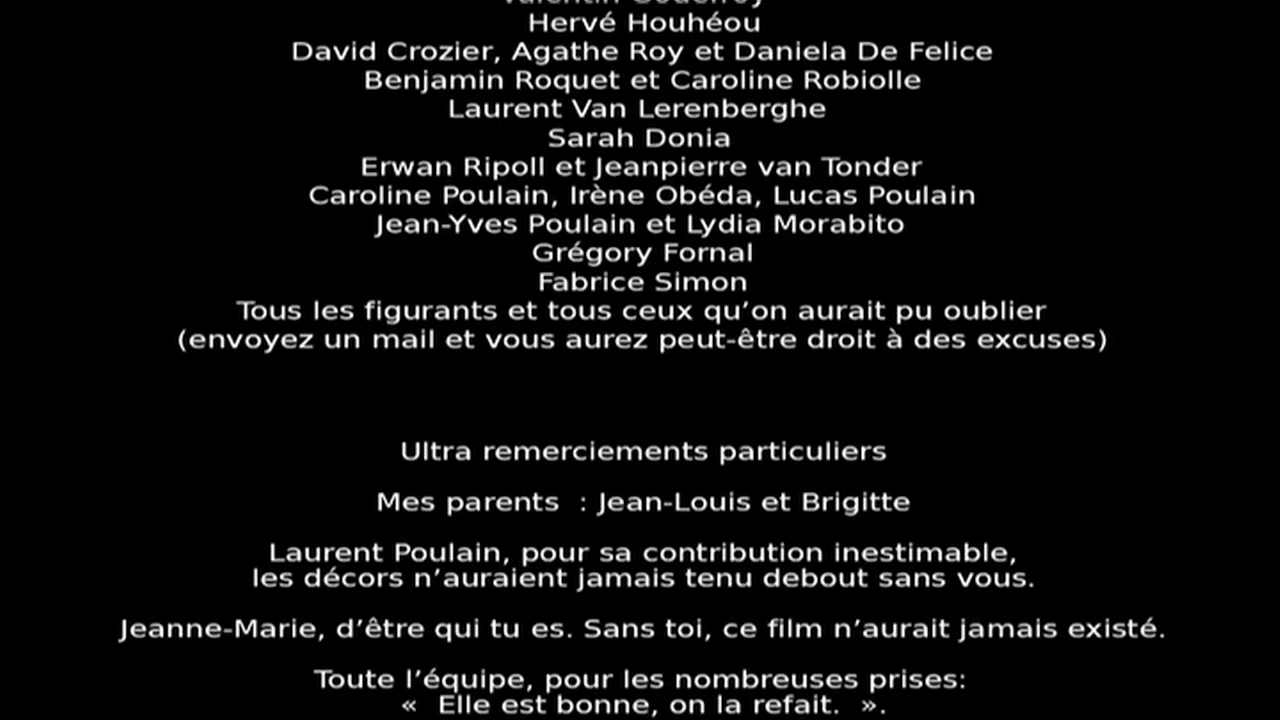 Hervé Houhéou
David Crozier, Agathe Roy et Daniela De Felice
Benjamin Roquet et Caroline Robiolle
Laurent Van Lerenberghe
Sarah Donia
Erwan Ripoll et Jeanpierre van Tonder
Caroline Poulain, Irène Obéda, Lucas Poulain
Jean-Yves Poulain et Lydia Morabito
Grégory Fornal
Fabrice Simon
Tous les figurants et tous ceux qu’on aurait pu oublier
(envoyez un mail et vous aurez peut-être droit à des excuses)
Ultra remerciements particuliers
Mes parents  : Jean-Louis et Brigitte
Laurent Poulain, pour sa contribution inestimable,
les décors n’auraient jamais tenu debout sans vous.
Jeanne-Marie, d’être qui tu es. Sans toi, ce film n’aurait jamais existé.
Toute l’équipe, pour les nombreuses prises:
«  Elle est bonne, on la refait.  ».